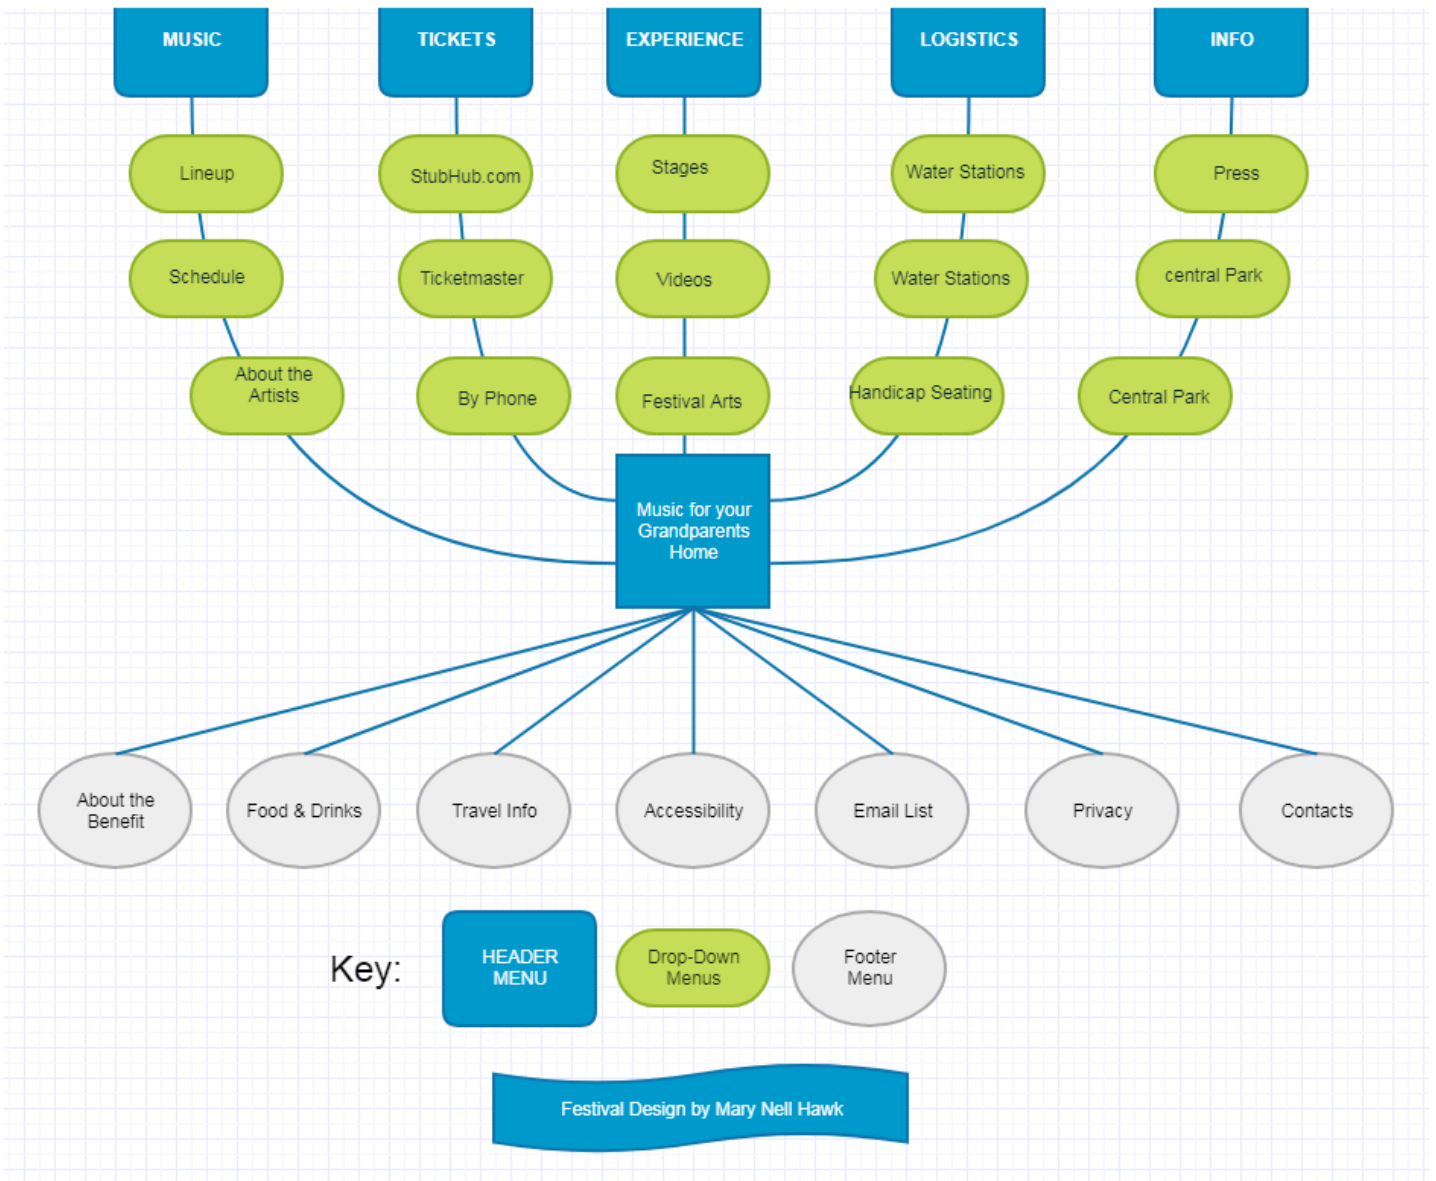 MUSIC
TICKETS
EXPERIENCE
LOGISTICS
INFO
Lineup
StubHub.com
Stages
Water Stations
Press
Schedule
Ticketmaster
Videos
Water Stations
central Park
About the
Artists
By Phone
Festival Arts
Handicap Seating
Central Park
Music for your
Grandparents
Home
About the
Benefit
Food & Drinks
Travel Info
Accessibility
Email List
Privacy
Contacts
Key:
HEADER
MENU
Drop-Down
Menus
Footer
Menu
Festival Design by Mary Nell Hawk